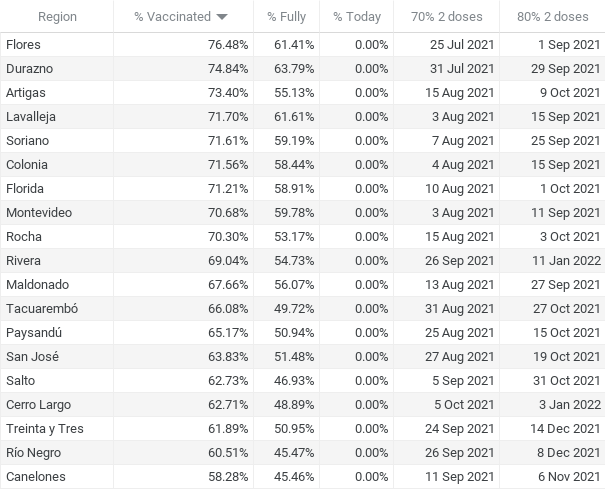 Region % Vaccinated % Fully % Today 70% 2 doses 80% 2 doses
Flores 76.48% 61.41% 0.00% 25 Jul 2021 1 Sep 2021
Durazno 74.84% 63.79% 0.00% 31 Jul 2021 29 Sep 2021
Artigas 73.40% 55.13% 0.00% 15 Aug 2021 9 Oct 2021
Lavalleja 71.70% 61.61% 0.00% 3 Aug 2021 15 Sep 2021
Soriano 71.61% 59.19% 0.00% 7 Aug 2021 25 Sep 2021
Colonia 71.56% 58.44% 0.00% 4 Aug 2021 15 Sep 2021
Florida 71.21% 58.91% 0.00% 10 Aug 2021 1 Oct 2021
Montevideo 70.68% 59.78% 0.00% 3 Aug 2021 11 Sep 2021
Rocha 70.30% 53.17% 0.00% 15 Aug 2021 3 Oct 2021
Rivera 69.04% 54.73% 0.00% 26 Sep 2021 11 Jan 2022
Maldonado 67.66% 56.07% 0.00% 13 Aug 2021 27 Sep 2021
Tacuarembó 66.08% 49.72% 0.00% 31 Aug 2021 27 Oct 2021
Paysandú 65.17% 50.94% 0.00% 25 Aug 2021 15 Oct 2021
San José 63.83% 51.48% 0.00% 27 Aug 2021 19 Oct 2021
Salto 62.73% 46.93% 0.00% 5 Sep 2021 31 Oct 2021
Cerro Largo 62.71% 48.89% 0.00% 5 Oct 2021 3 Jan 2022
Treinta y Tres 61.89% 50.95% 0.00% 24 Sep 2021 14 Dec 2021
Río Negro 60.51% 45.47% 0.00% 26 Sep 2021 8 Dec 2021
Canelones 58.28% 45.46% 0.00% 11 Sep 2021 6 Nov 2021